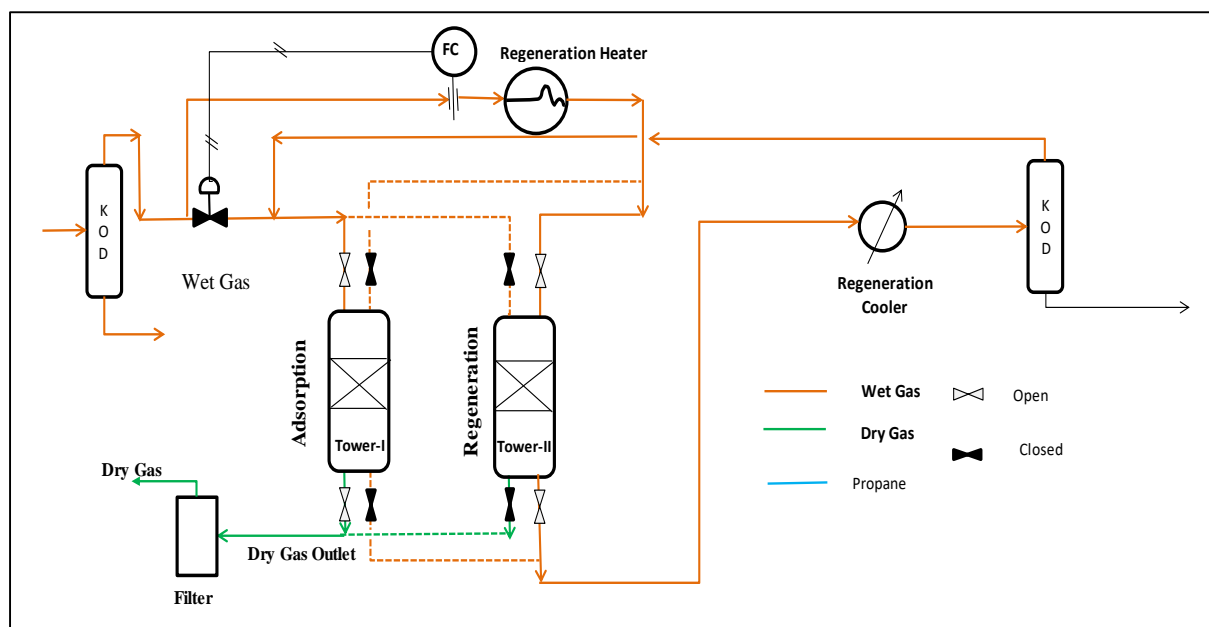 FC
Regeneration Heater
K
O
D
Wet Gas
K
O
D
Regeneration
Cooler
Adsorption
Regeneration
Tower-I
Tower-II
Wet Gas
Open
Dry Gas
Closed
Propane
Dry Gas
Dry Gas Outlet
Filter